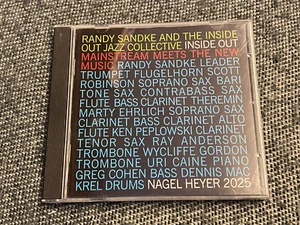 RANDY SANDKE AND THE INSIDE
OUT JAZZ COLLECTIVE INSIDE OUT
MAINSTREAM MEETS THE NEW
MUSIC RANDY SANDKE LEADER
TRUMPET FLUGELHORN SCOTT
ROBINSON SOPRANO SAX BARI
TONE SAX CONTRABASS SAX
FLUTE BASS CLARINET THEREMIN
MARTY EHRLICH SOPRANO SAX
CLARINET BASS CLARINET ALTO
FLUTE KEN PEPLOWSKI CLARINET
TENOR SAX RAY ANDERSON
TROMBONE WYCLIFFE GORDON
TROMBONE URI CAINE PIANO
GREG COHEN BASS DENNIS MAC
KREL DRUMS NAGEL HEYER 2025